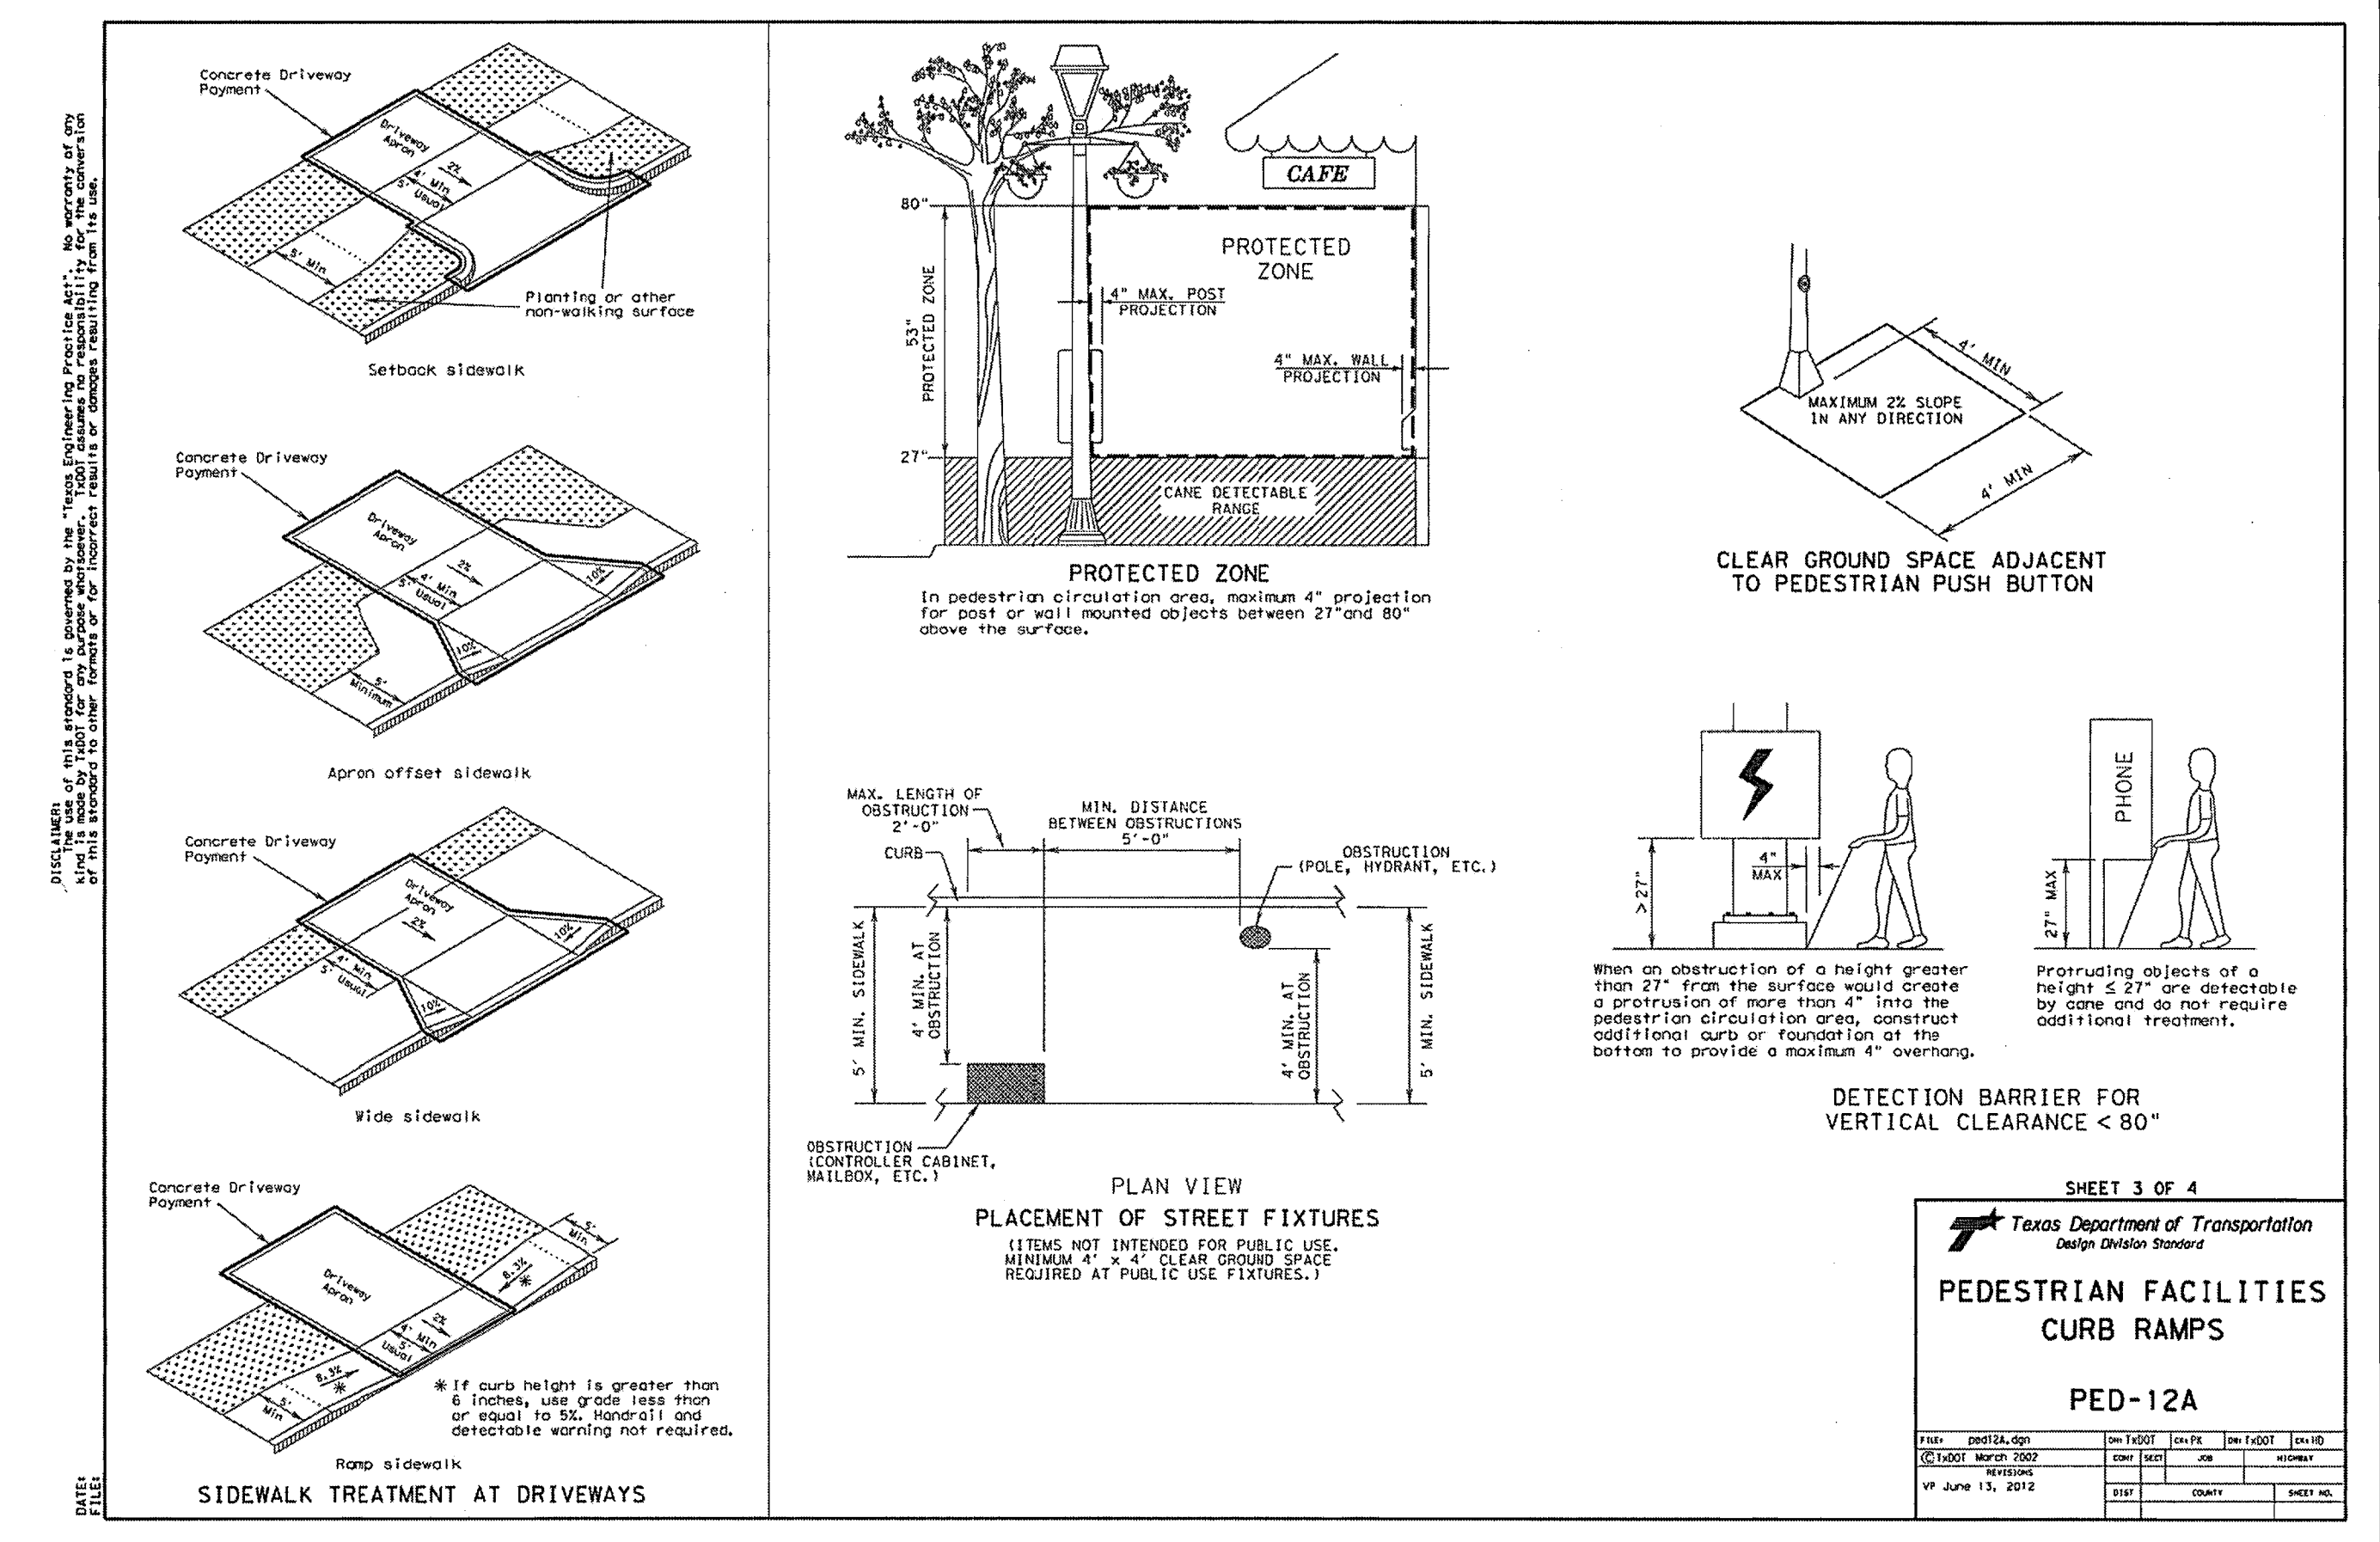 DISCLAIMER:
The use of this standard is governed by the "Texas Engineering Practice Act". No warranty of any
kind is made by TxDOT for any purpose whatsoever. TxDOT assumes no responsibility for the conversion
of this standard to other formats or for incorrect results or damages resulting from its use.
DATE:
FILE:
Concrete Driveway
Payment
Driveway
Apron
2%
4' Min
5' Usual
5' Min
Planting or other
non-walking surface
Setback sidewalk
Concrete Driveway
Payment
Driveway
Apron
2%
4' Min
5' Usual
10%
10%
5'
Minimum
Apron offset sidewalk
Concrete Driveway
Payment
Driveway
Apron
2%
4' Min
5' Usual
10%
10%
Wide sidewalk
Concrete Driveway
Payment
Driveway
Apron
5'
Min
8.3%
*
2%
4' Min
5'
Usual
8.3%
*
5'
Min
* If curb height is greater than
6 inches, use grade less than
or equal to 5%. Handrail and
detectable warning not required.
Ramp sidewalk
SIDEWALK TREATMENT AT DRIVEWAYS
CAFE
80"
PROTECTED
ZONE
53"
PROTECTED ZONE
4" MAX. POST
PROJECTION
4" MAX. WALL
PROJECTION
27"
CANE DETECTABLE
RANGE
PROTECTED ZONE
In pedestrian circulation area, maximum 4" projection
for post or wall mounted objects between 27"and 80"
above the surface.
MAX. LENGTH OF
OBSTRUCTION
2'-0"
MIN. DISTANCE
BETWEEN OBSTRUCTIONS
5'-0"
CURB
OBSTRUCTION
(POLE, HYDRANT, ETC.)
5' MIN. SIDEWALK
4' MIN. AT
OBSTRUCTION
4' MIN. AT
OBSTRUCTION
5' MIN. SIDEWALK
OBSTRUCTION
(CONTROLLER CABINET,
MAILBOX, ETC.)
PLAN VIEW
PLACEMENT OF STREET FIXTURES
(ITEMS NOT INTENDED FOR PUBLIC USE.
MINIMUM 4' x 4' CLEAR GROUND SPACE
REQUIRED AT PUBLIC USE FIXTURES.)
4' MIN
MAXIMUM 2% SLOPE
IN ANY DIRECTION
4' MIN
CLEAR GROUND SPACE ADJACENT
TO PEDESTRIAN PUSH BUTTON
>27"
4"
MAX
PHONE
27" MAX
When an obstruction of a height greater
than 27" from the surface would create
a protrusion of more than 4" into the
pedestrian circulation area, construct
additional curb or foundation at the
bottom to provide a maximum 4" overhang.
Protruding objects of a
height ≤ 27" are detectable
by cane and do not require
additional treatment.
DETECTION BARRIER FOR
VERTICAL CLEARANCE < 80"
SHEET 3 OF 4
Texas Department of Transportation
Design Division Standard
PEDESTRIAN FACILITIES
CURB RAMPS
PED-12A
FILE: ped12A.dgn DN: TxDOT CK: PK DW: TxDOT CK: HD
©TxDOT March 2002 CONT SECT JOB HIGHWAY
REVISIONS
VP June 13, 2012
DIST COUNTY SHEET NO.